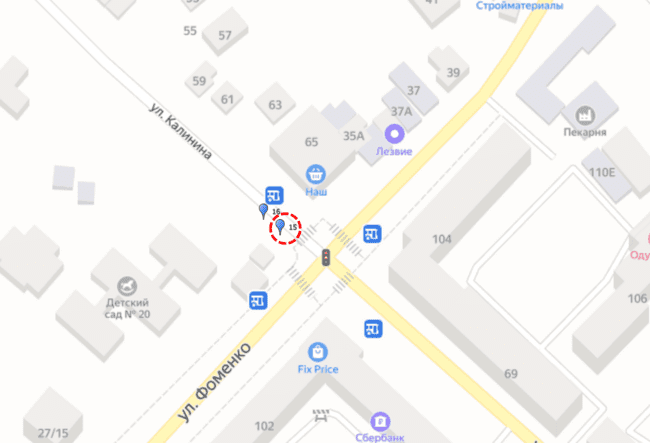 41
Стройматериалы
55
57
59
61
63
39
37
37А
35А
65
Лезвие
Пекарня
110Е
ул. Калинина
Наш
16
15
104
Оду
106
Детский
сад № 20
ул. Фоменко
Fix Price
69
102
Сбербанк
27/15